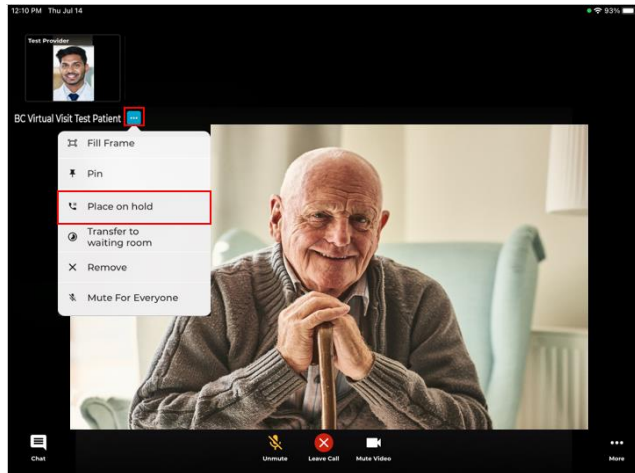 12:10 PM Thu Jul 14
93%
Test Provider
BC Virtual Visit Test Patient
Fill Frame
Pin
Place on hold
Transfer to
waiting room
Remove
Mute For Everyone
Chat
Unmute
Leave Call
Mute Video
More